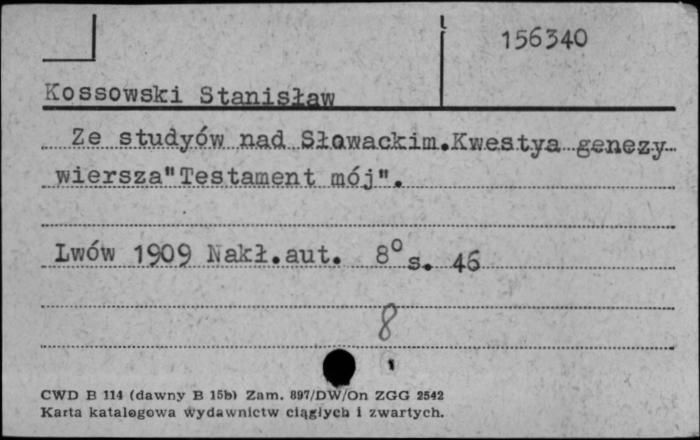 156340
Kossowski Stanisław
Ze studyów nad Słowackim.Kwestya genezy
wiersza"Testament mój".
Lwów 1909 Nakł.aut. 8° s. 46
8
CWD B 114 (dawny B 15b) Zam. 897/DW/On ZGG 2542
Karta katalogowa wydawnictw ciągłych i zwartych.